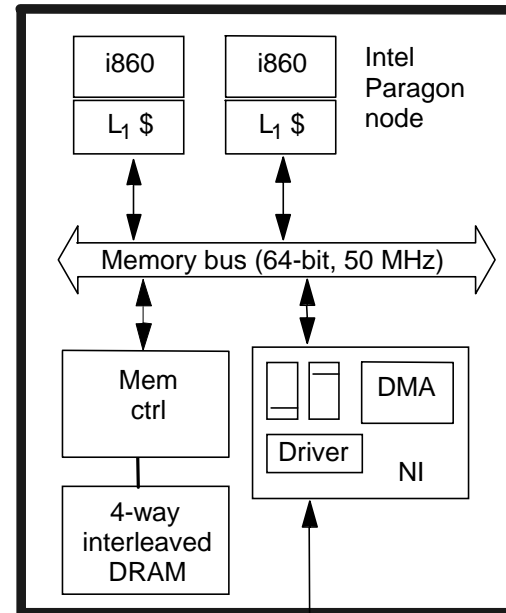 i860
i860
Intel
Paragon
node
L1 $
L1 $
Memory bus (64-bit, 50 MHz)
Mem
ctrl
DMA
Driver
NI
4-way
interleaved
DRAM